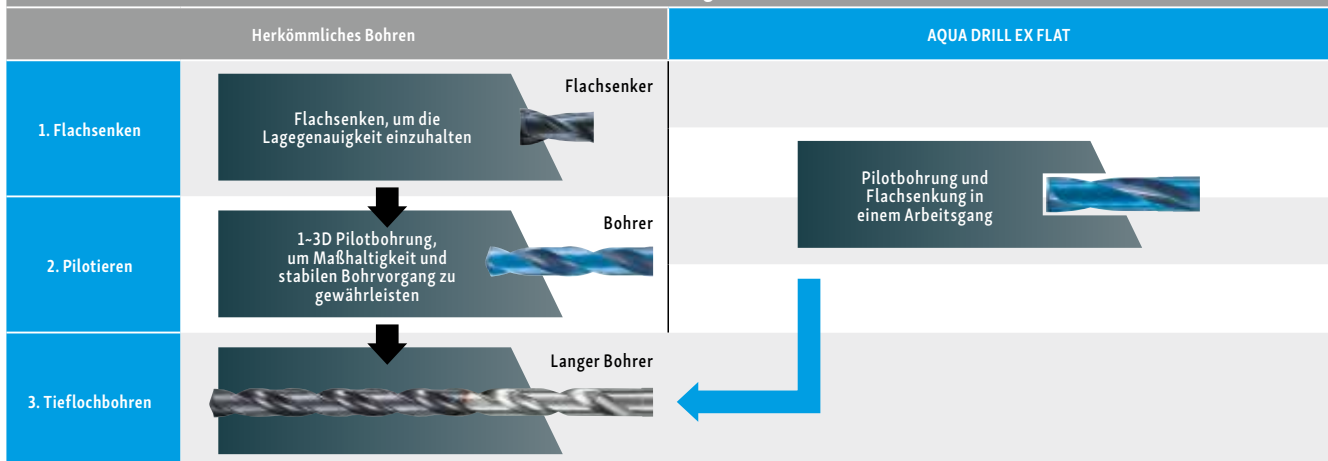 Herkömmliches Bohren
AQUA DRILL EX FLAT
1. Flachsenken
Flachsenken, um die
Lagegenauigkeit einzuhalten
Flachsenker
Pilotbohrung und
Flachsenkung in
einem Arbeitsgang
2. Pilotieren
1~3D Pilotbohrung,
um Maßhaltigkeit und
stabilen Bohrvorgang zu
gewährleisten
Bohrer
3. Tieflochbohren
Langer Bohrer